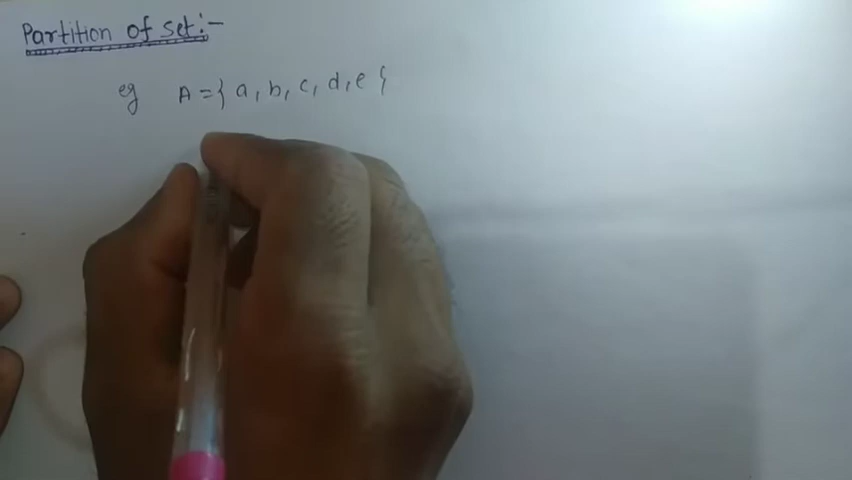 Partition of set:-
eg A = { a, b, c, d, e }